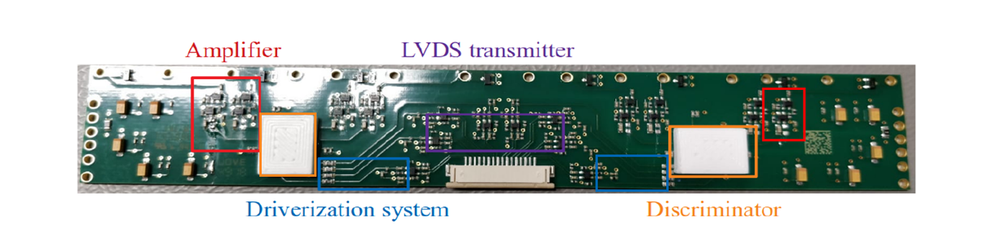 Amplifier
LVDS transmitter
Driverization system
Discriminator